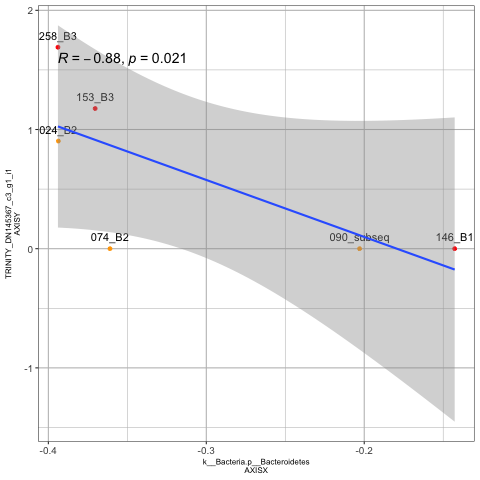 2
258_B3
R = −0.88, p = 0.021
153_B3
1
024_B2
074_B2
090_subseq
146_B1
0
-1
-0.4
-0.3
-0.2
k__Bacteria.p__Bacteroidetes
AXISX
TRINITY_DN145367_c3_g1_i1
AXISY